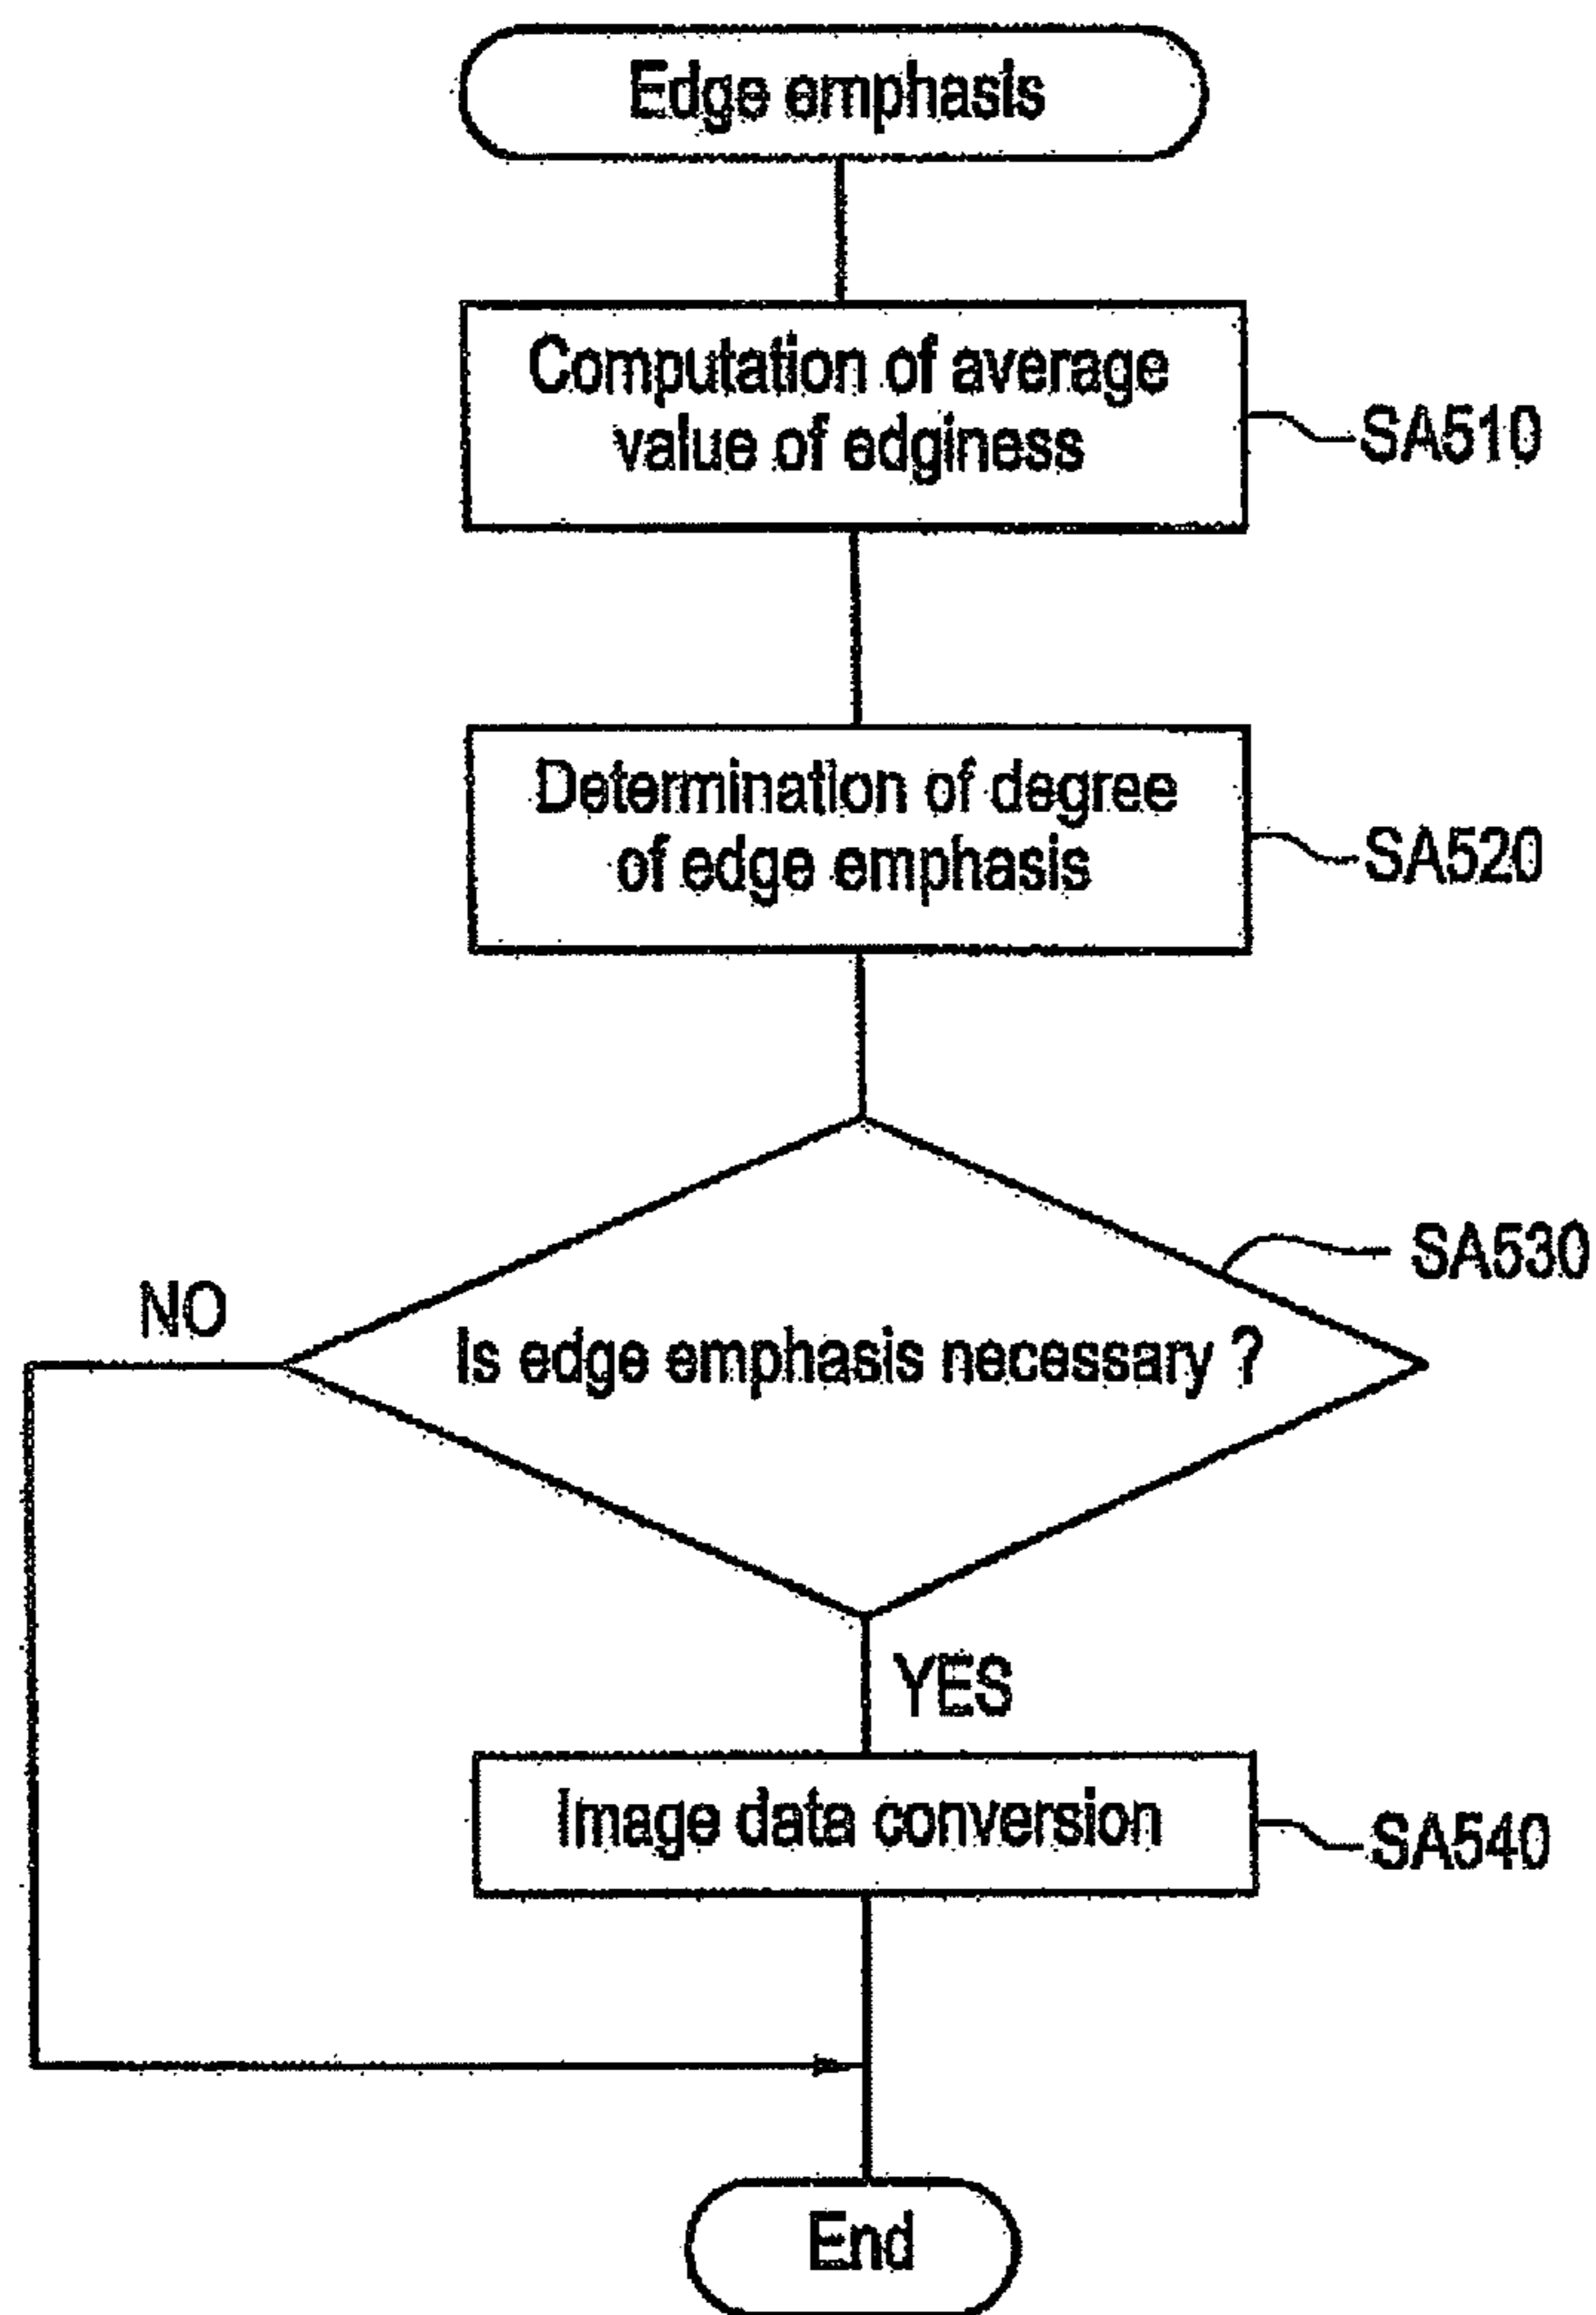 Edge emphasis
Computation of average
value of edginess
SA510
Determination of degree
of edge emphasis
SA520
SA530
NO
Is edge emphasis necessary ?
YES
Image data conversion
SA540
End